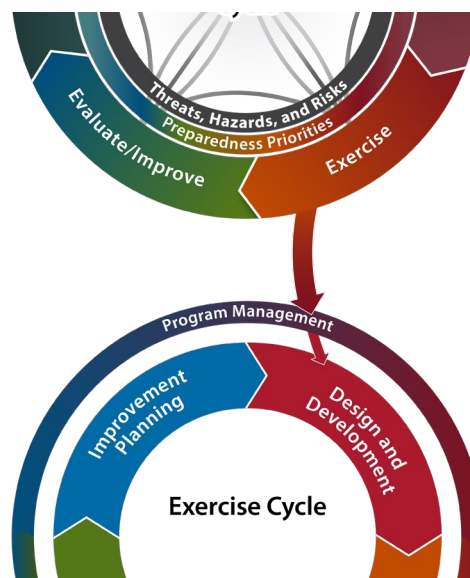 Threats, Hazards, and Risks
Preparedness Priorities
Evaluate/Improve
Exercise
Program Management
Improvement
Planning
Design and
Development
Exercise Cycle